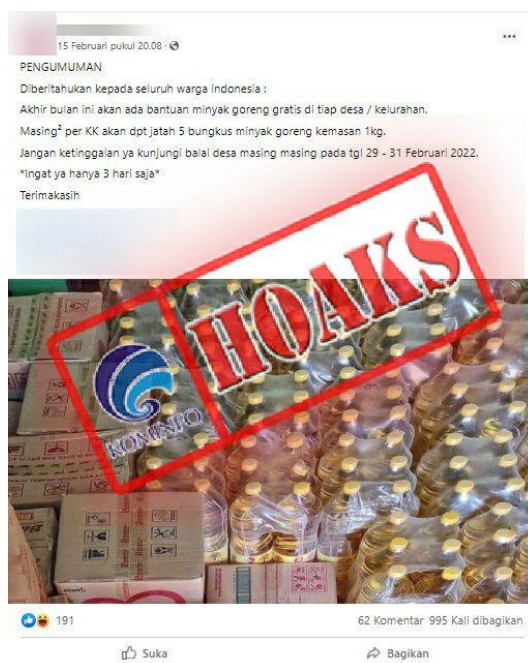 15 Februari pukul 20.08 ·
PENGUMUMAN
Diberitahukan kepada seluruh warga indonesia :
Akhir bulan ini akan ada bantuan minyak goreng gratis di tiap desa / kelurahan.
Masing² per KK akan dpt jatah 5 bungkus minyak goreng kemasan 1kg.
Jangan ketinggalan ya kunjungi balai desa masing masing pada tgl 29 - 31 Februari 2022.
*Ingat ya hanya 3 hari saja*
Terimakasih
HOAKS
KOMINFO
191
62 Komentar 995 Kali dibagikan
Suka
Bagikan